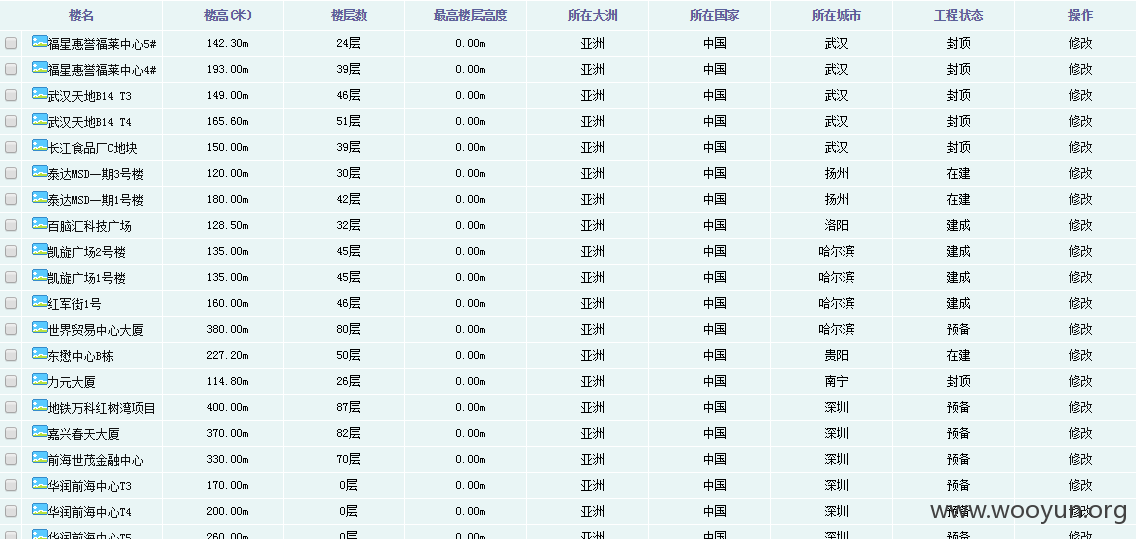 楼名 楼高(米) 楼层数 最高楼层高度 所在大洲 所在国家 所在城市 工程状态 操作
福星惠誉福莱中心5# 142.30m 24层 0.00m 亚洲 中国 武汉 封顶 修改
福星惠誉福莱中心4# 193.00m 39层 0.00m 亚洲 中国 武汉 封顶 修改
武汉天地B14 T3 149.00m 46层 0.00m 亚洲 中国 武汉 封顶 修改
武汉天地B14 T4 165.60m 51层 0.00m 亚洲 中国 武汉 封顶 修改
长江食品厂C地块 150.00m 39层 0.00m 亚洲 中国 武汉 封顶 修改
泰达MSD一期3号楼 120.00m 30层 0.00m 亚洲 中国 扬州 在建 修改
泰达MSD一期1号楼 180.00m 42层 0.00m 亚洲 中国 扬州 在建 修改
百脑汇科技广场 128.50m 32层 0.00m 亚洲 中国 洛阳 建成 修改
凯旋广场2号楼 135.00m 45层 0.00m 亚洲 中国 哈尔滨 建成 修改
凯旋广场1号楼 135.00m 45层 0.00m 亚洲 中国 哈尔滨 建成 修改
红军街1号 160.00m 46层 0.00m 亚洲 中国 哈尔滨 建成 修改
世界贸易中心大厦 380.00m 80层 0.00m 亚洲 中国 哈尔滨 预备 修改
东懋中心B栋 227.20m 50层 0.00m 亚洲 中国 贵阳 在建 修改
力元大厦 114.80m 26层 0.00m 亚洲 中国 南宁 封顶 修改
地铁万科红树湾项目 400.00m 87层 0.00m 亚洲 中国 深圳 预备 修改
嘉兴春天大厦 370.00m 82层 0.00m 亚洲 中国 深圳 预备 修改
前海世茂金融中心 330.00m 70层 0.00m 亚洲 中国 深圳 预备 修改
华润前海中心T3 170.00m 0层 0.00m 亚洲 中国 深圳 预备 修改
华润前海中心T4 200.00m 0层 0.00m 亚洲 中国 深圳 预备 修改
www.wooyun.org
华润前海中心T5 260.00m 0层 0.00m 亚洲 中国 深圳 预备 修改